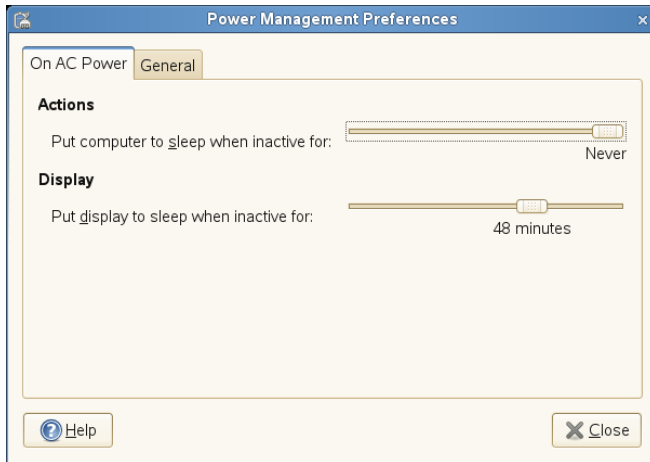 Power Management Preferences
On AC Power
General
Actions
Put computer to sleep when inactive for:
Never
Display
Put display to sleep when inactive for:
48 minutes
Help
Close